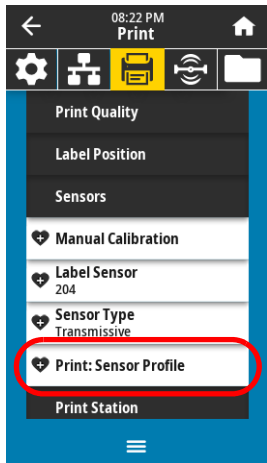 08:22 PM
Print
Print Quality
Label Position
Sensors
Manual Calibration
Label Sensor
204
Sensor Type
Transmissive
Print: Sensor Profile
Print Station